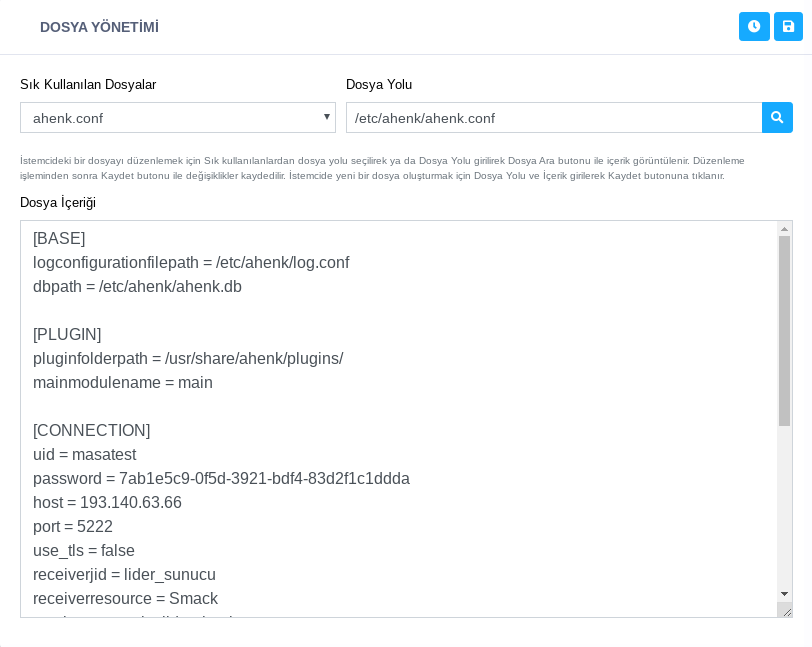 DOSYA YÖNETİMİ
Sık Kullanılan Dosyalar
Dosya Yolu
ahenk.conf
/etc/ahenk/ahenk.conf
İstemcideki bir dosyayı düzenlemek için Sık kullanılanlardan dosya yolu seçilirek ya da Dosya Yolu girilirek Dosya Ara butonu ile içerik görüntülenir. Düzenleme
işleminden sonra Kaydet butonu ile değişiklikler kaydedilir. İstemcide yeni bir dosya oluşturmak için Dosya Yolu ve İçerik girilerek Kaydet butonuna tıklanır.
Dosya İçeriği
[BASE]
logconfigurationfilepath = /etc/ahenk/log.conf
dbpath = /etc/ahenk/ahenk.db
[PLUGIN]
pluginfolderpath = /usr/share/ahenk/plugins/
mainmodulename = main
[CONNECTION]
uid = masatest
password = 7ab1e5c9-0f5d-3921-bdf4-83d2f1c1ddda
host = 193.140.63.66
port = 5222
use_tls = false
receiverjid = lider_sunucu
receiverresource = Smack